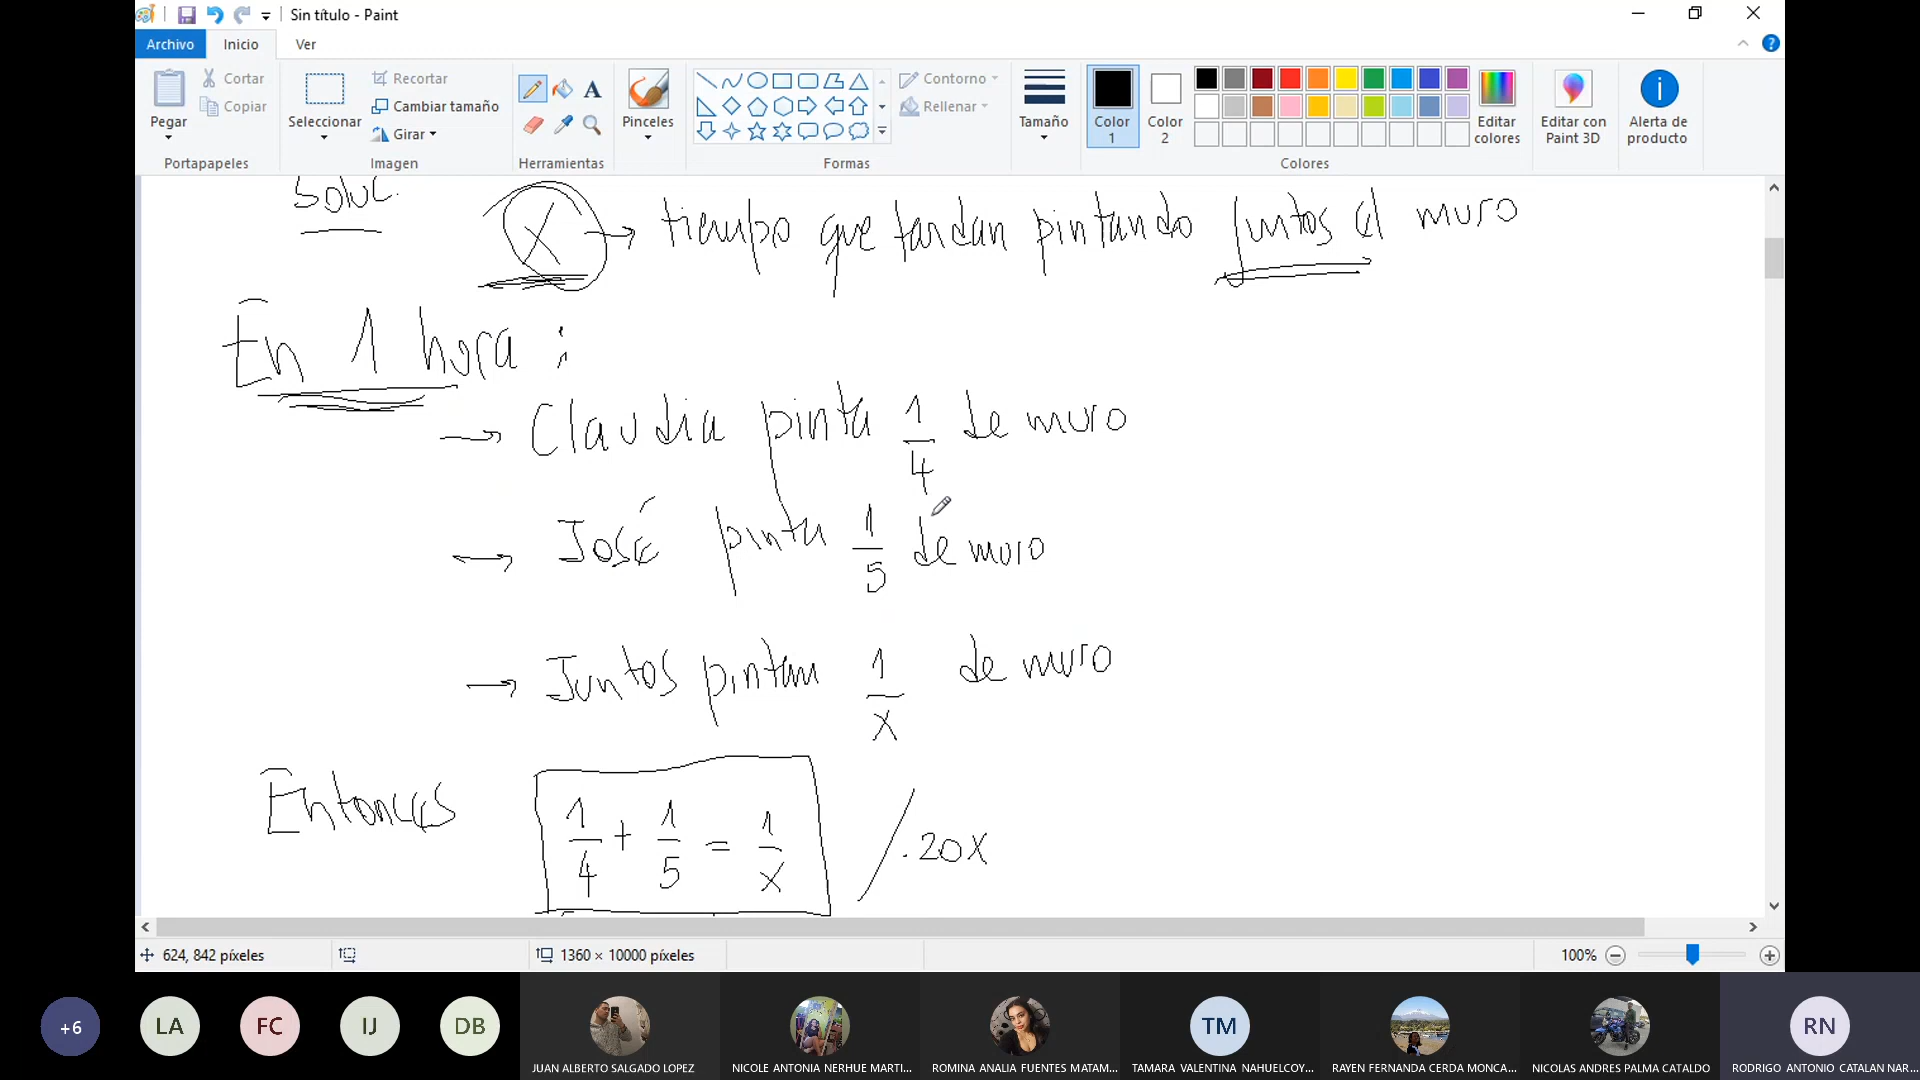 Sin título - Paint
Archivo Inicio Ver
Pegar
Cortar
Copiar
Portapapeles
Seleccionar
Recortar
Cambiar tamaño
Girar
Imagen
A
Herramientas
Pinceles
Contorno
Rellenar
Formas
Tamaño
Color 1
Color 2
Editar colores
Colores
Editar con Paint 3D
Alerta de producto
Soluc.
X → tiempo que tardan pintando juntos el muro
En 1 hora :
→ Claudia pinta 1/4 de muro
→ José pinta 1/5 de muro
→ Juntos pintan 1/x de muro
Entonces 1/4 + 1/5 = 1/x / . 20x
624, 842 píxeles
1360 × 10000 píxeles
100%
+6
LA
FC
IJ
DB
TM
RN
JUAN ALBERTO SALGADO LOPEZ
NICOLE ANTONIA NERHUE MARTI...
ROMINA ANALIA FUENTES MATAM...
TAMARA VALENTINA NAHUELCOY...
RAYEN FERNANDA CERDA MONCA...
NICOLAS ANDRES PALMA CATALDO
RODRIGO ANTONIO CATALAN NAR...